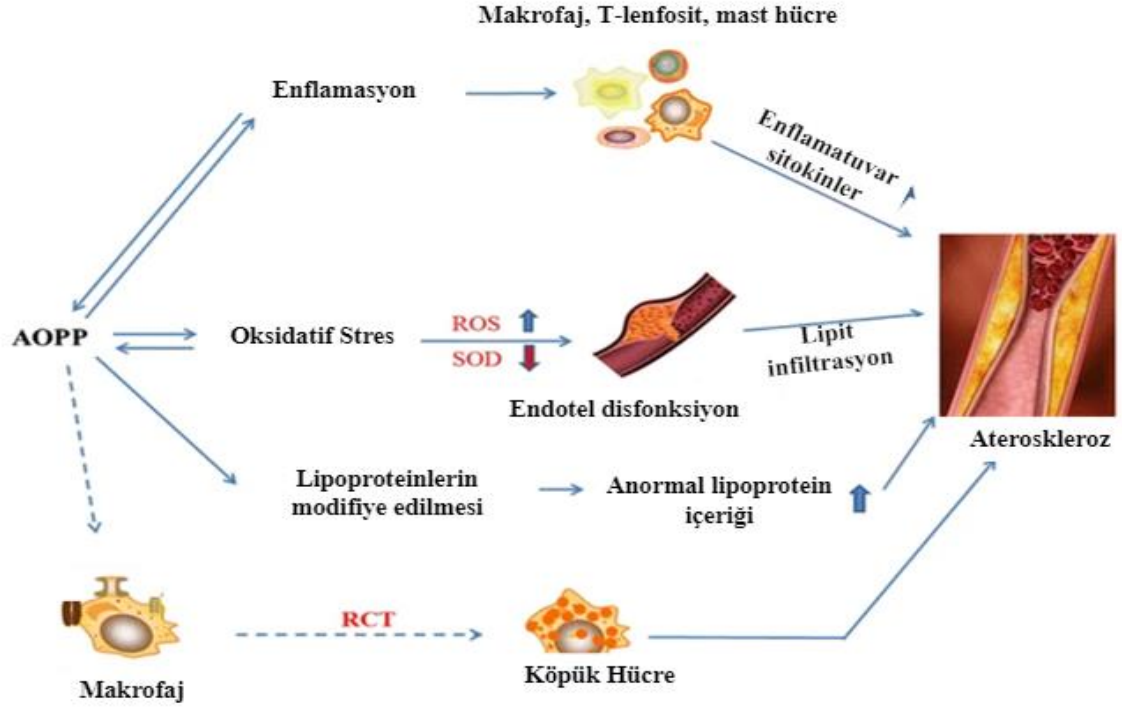 Makrofaj, T-lenfosit, mast hücre
Enflamasyon
Enflamatuvar
sitokinler
AOPP
Oksidatif Stres
ROS
SOD
Endotel disfonksiyon
Lipit
infiltrasyon
Ateroskleroz
Lipoproteinlerin
modifiye edilmesi
Anormal lipoprotein
içeriği
RCT
Makrofaj
Köpük Hücre